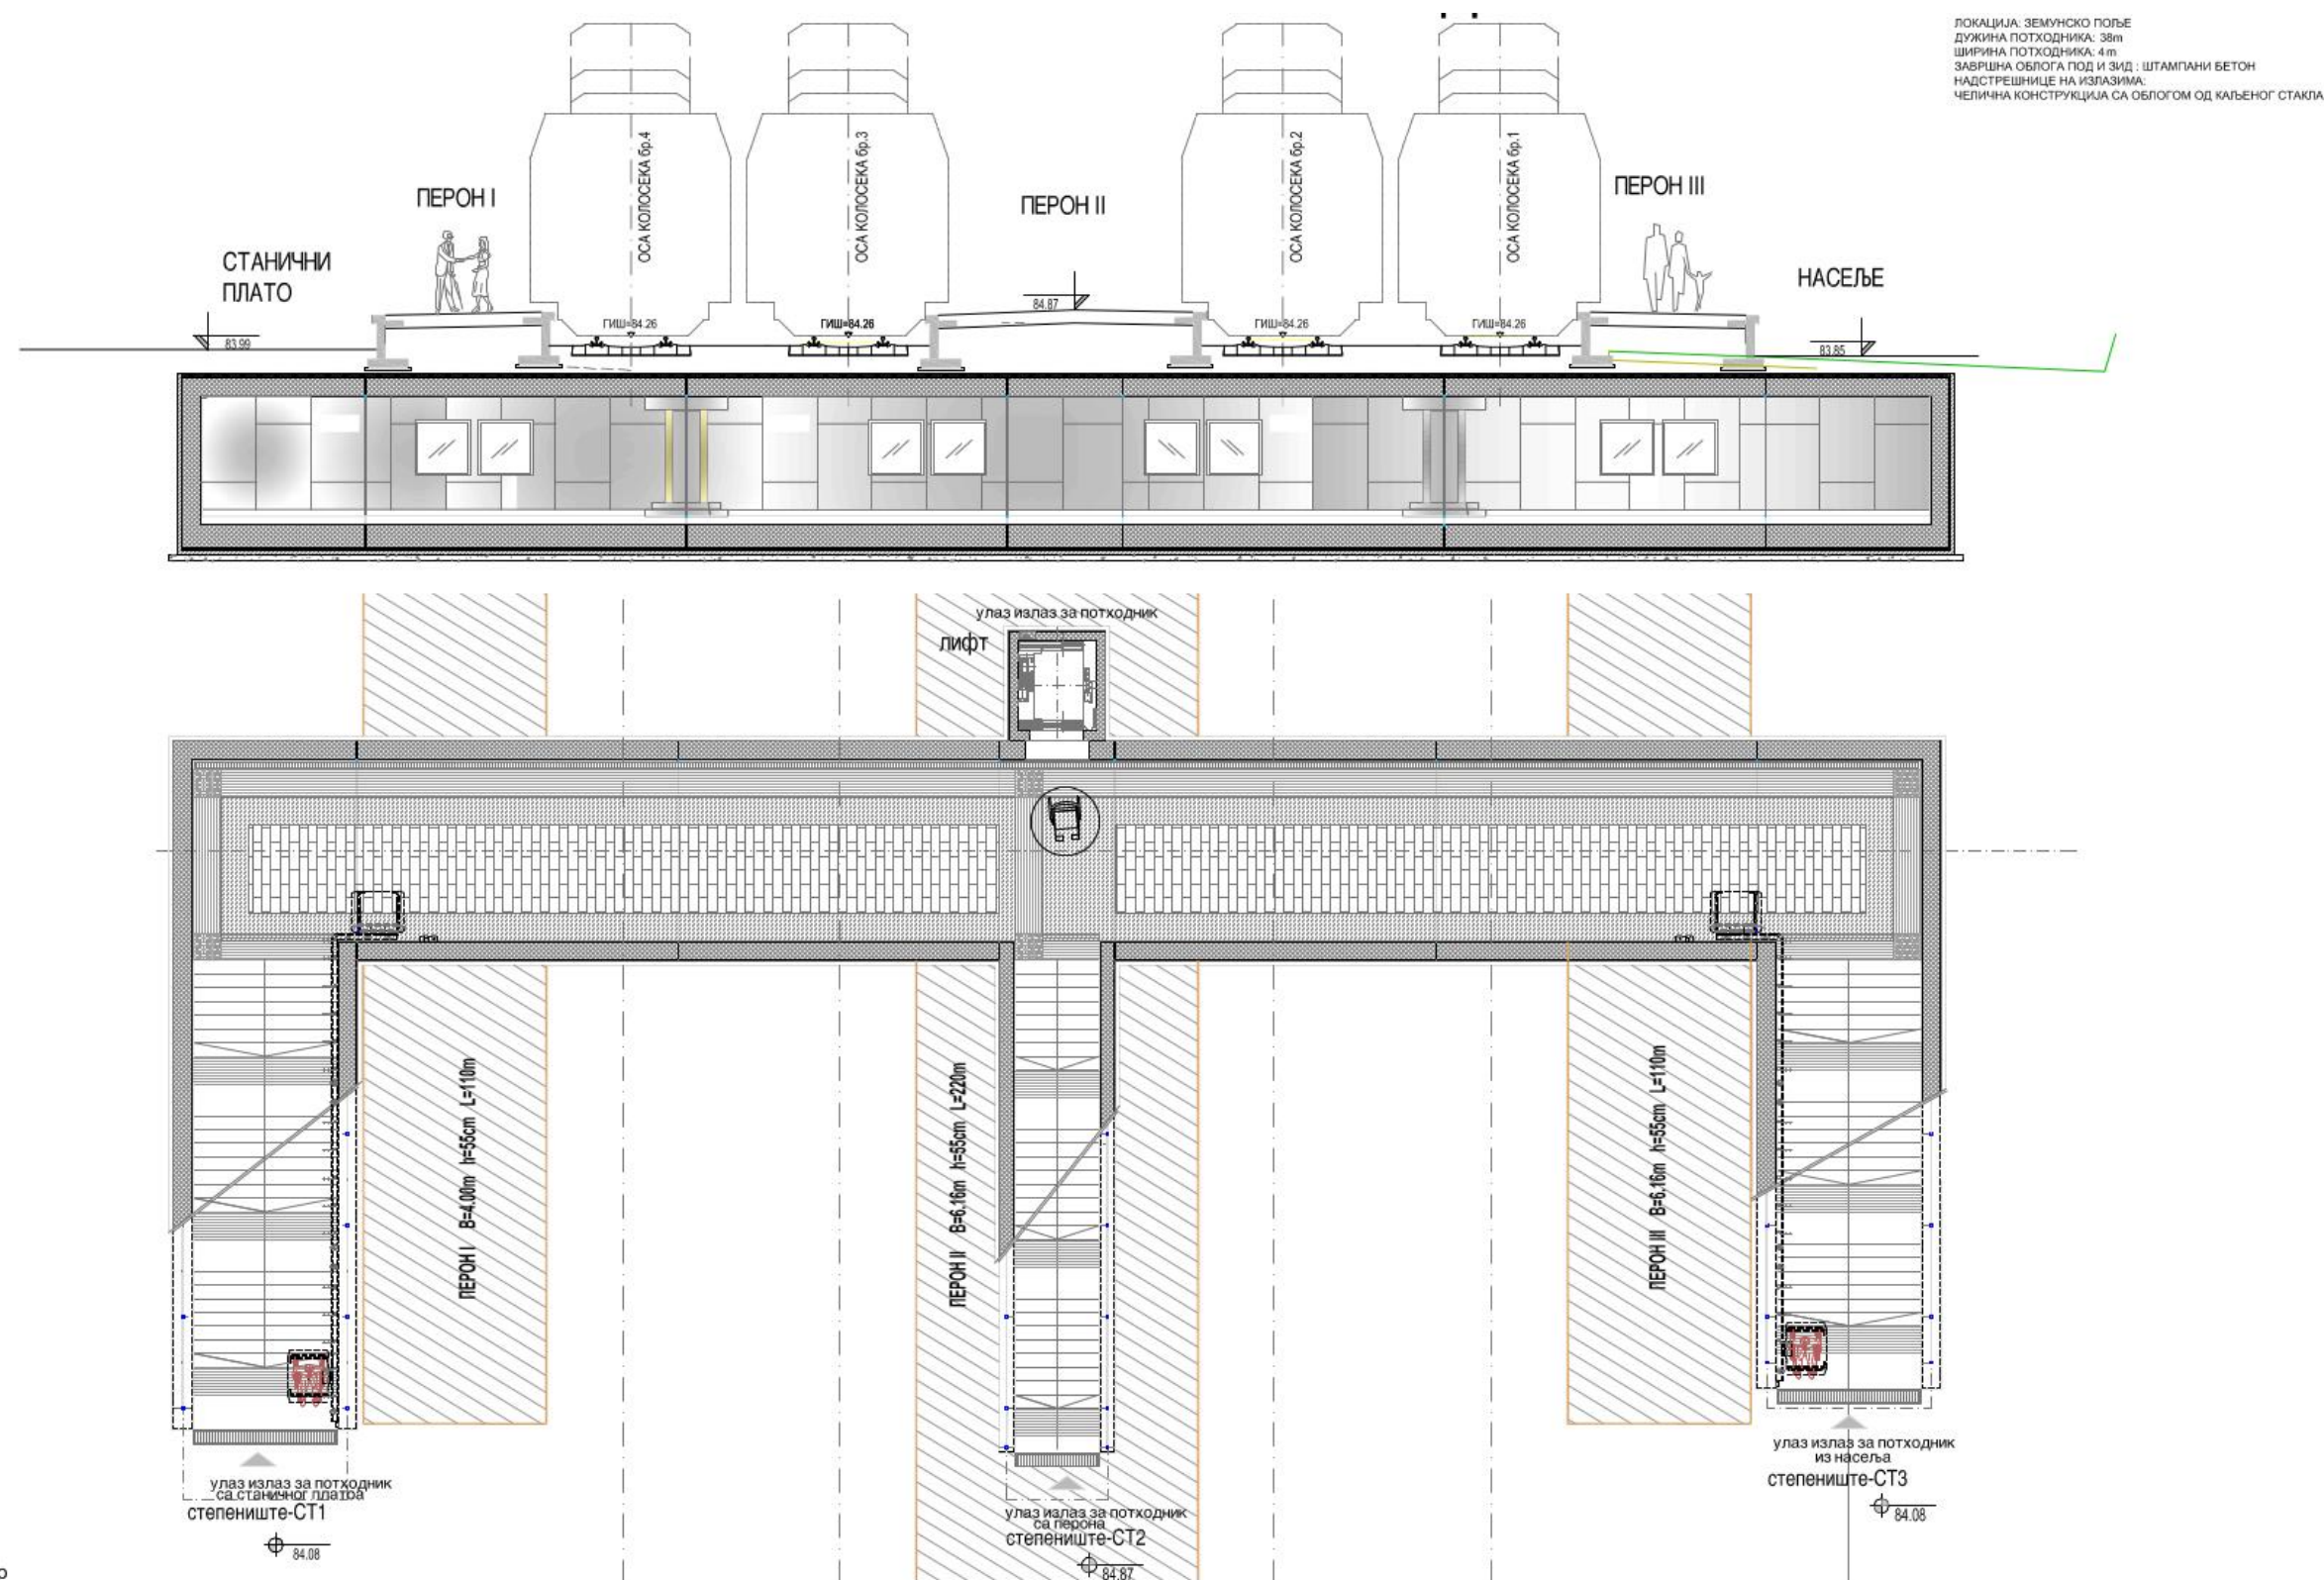 ЛОКАЦИЈА: ЗЕМУНСКО ПОЉЕ
ДУЖИНА ПОТХОДНИКА: 38m
ШИРИНА ПОТХОДНИКА: 4 m
ЗАВРШНА ОБЛОГА ПОД И ЗИД : ШТАМПАНИ БЕТОН
НАДСТРЕШНИЦЕ НА ИЗЛАЗИМА:
ЧЕЛИЧНА КОНСТРУКЦИЈА СА ОБЛОГОМ ОД КАЉЕНОГ СТАКЛА
ОСА КОЛОСЕКА бр.4
ОСА КОЛОСЕКА бр.3
ОСА КОЛОСЕКА бр.2
ОСА КОЛОСЕКА бр.1
ПЕРОН I
ПЕРОН II
ПЕРОН III
СТАНИЧНИ
ПЛАТО
НАСЕЉЕ
83.99
ГИШ=84.26
ГИШ=84.26
84.87
ГИШ=84.26
ГИШ=84.26
83.85
улаз излаз за потходник
лифт
ПЕРОН I B=4.00m h=55cm L=110m
ПЕРОН II B=6.16m h=55cm L=220m
ПЕРОН III B=6.16m h=55cm L=110m
улаз излаз за потходник
са станичног платоа
степениште-СТ1
84.08
улаз излаз за потходник
са перона
степениште-СТ2
84.87
улаз излаз за потходник
из насеља
степениште-СТ3
84.08
о